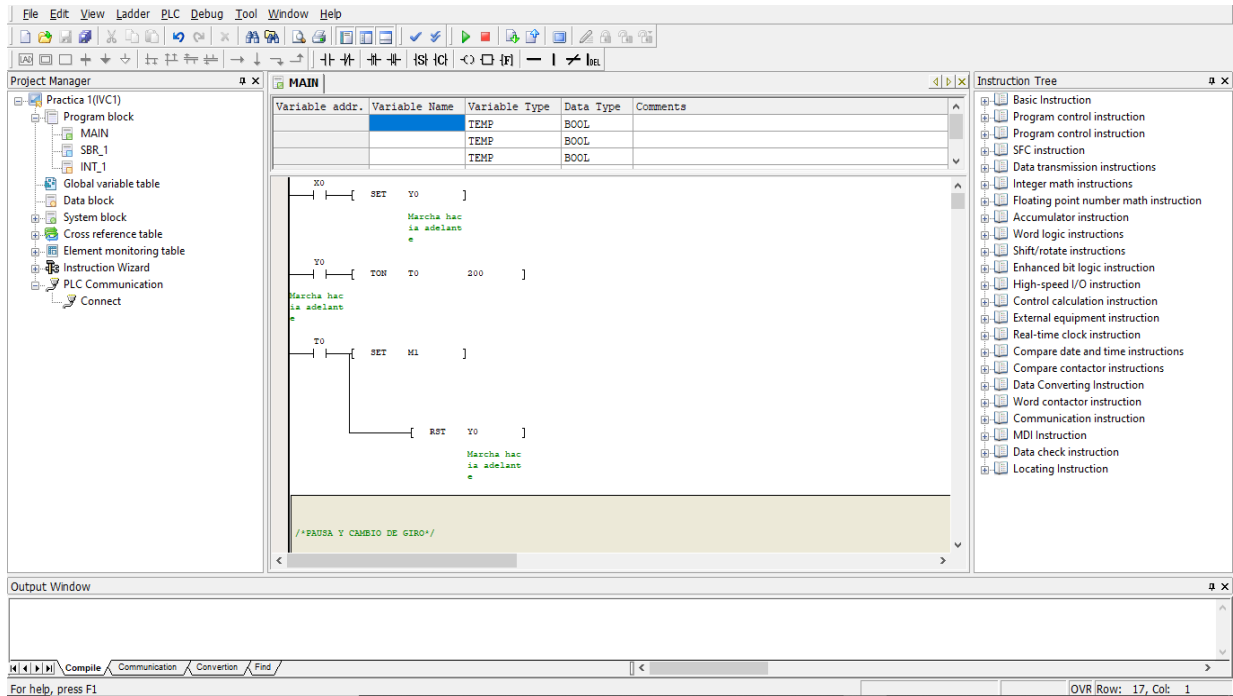 File Edit View Ladder PLC Debug Tool Window Help
Project Manager
Practica 1(IVC1)
Program block
MAIN
SBR_1
INT_1
Global variable table
Data block
System block
Cross reference table
Element monitoring table
Instruction Wizard
PLC Communication
Connect
MAIN
Variable addr. Variable Name Variable Type Data Type Comments
TEMP BOOL
TEMP BOOL
TEMP BOOL
X0
[ SET Y0 ]
Marcha hac
ia adelant
e
Y0
[ TON T0 200 ]
Marcha hac
ia adelant
e
T0
[ SET M1 ]
[ RST Y0 ]
Marcha hac
ia adelant
e
/*PAUSA Y CAMBIO DE GIRO*/
Instruction Tree
Basic Instruction
Program control instruction
Program control instruction
SFC instruction
Data transmission instructions
Integer math instructions
Floating point number math instruction
Accumulator instruction
Word logic instructions
Shift/rotate instructions
Enhanced bit logic instruction
High-speed I/O instruction
Control calculation instruction
External equipment instruction
Real-time clock instruction
Compare date and time instructions
Compare contactor instructions
Data Converting Instruction
Word contactor instruction
Communication instruction
MDI Instruction
Data check instruction
Locating Instruction
Output Window
Compile Communication Convertion Find
For help, press F1
OVR Row: 17, Col: 1